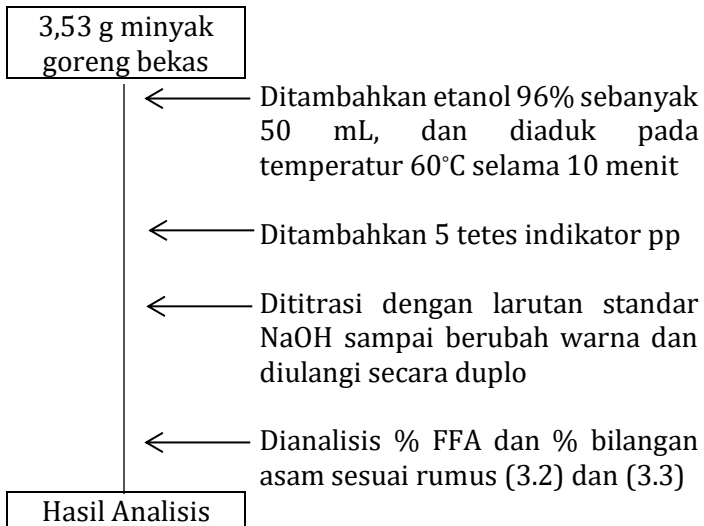 3,53 g minyak
goreng bekas
Ditambahkan etanol 96% sebanyak
50 mL, dan diaduk pada
temperatur 60°C selama 10 menit
Ditambahkan 5 tetes indikator pp
Dititrasi dengan larutan standar
NaOH sampai berubah warna dan
diulangi secara duplo
Dianalisis % FFA dan % bilangan
asam sesuai rumus (3.2) dan (3.3)
Hasil Analisis